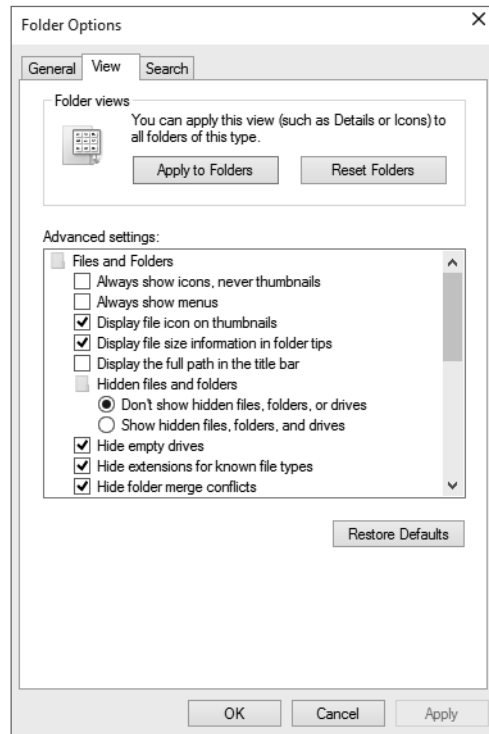 Folder Options
General View Search
Folder views
You can apply this view (such as Details or Icons) to
all folders of this type.
Apply to Folders Reset Folders
Advanced settings:
Files and Folders
Always show icons, never thumbnails
Always show menus
Display file icon on thumbnails
Display file size information in folder tips
Display the full path in the title bar
Hidden files and folders
Don't show hidden files, folders, or drives
Show hidden files, folders, and drives
Hide empty drives
Hide extensions for known file types
Hide folder merge conflicts
Restore Defaults
OK Cancel Apply